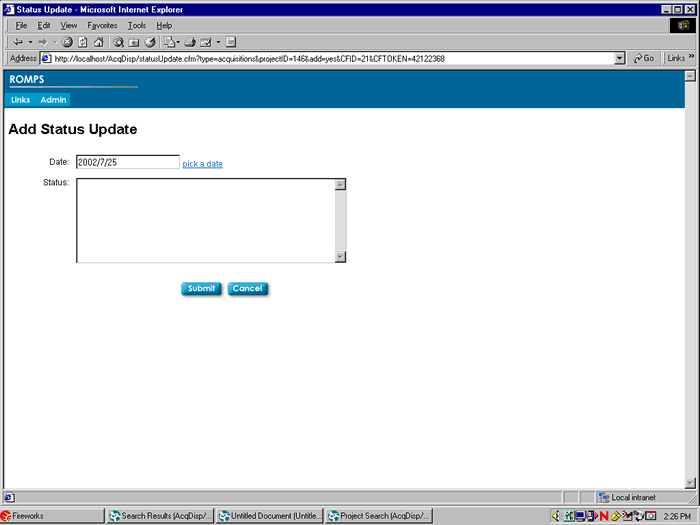 Status Update - Microsoft Internet Explorer
File Edit View Favorites Tools Help
Address http://localhost/AcqDisp/statusUpdate.cfm?type=acquisitions&projectID=146&add=yes&CFID=21&CFTOKEN=42122368 Go Links »
ROMPS
Links Admin
Add Status Update
Date: 2002/7/25 pick a date
Status:
Submit Cancel
Local intranet
Fireworks Search Results (AcqDisp/... Untitled Document (Untitle... Project Search (AcqDisp/... 2:26 PM